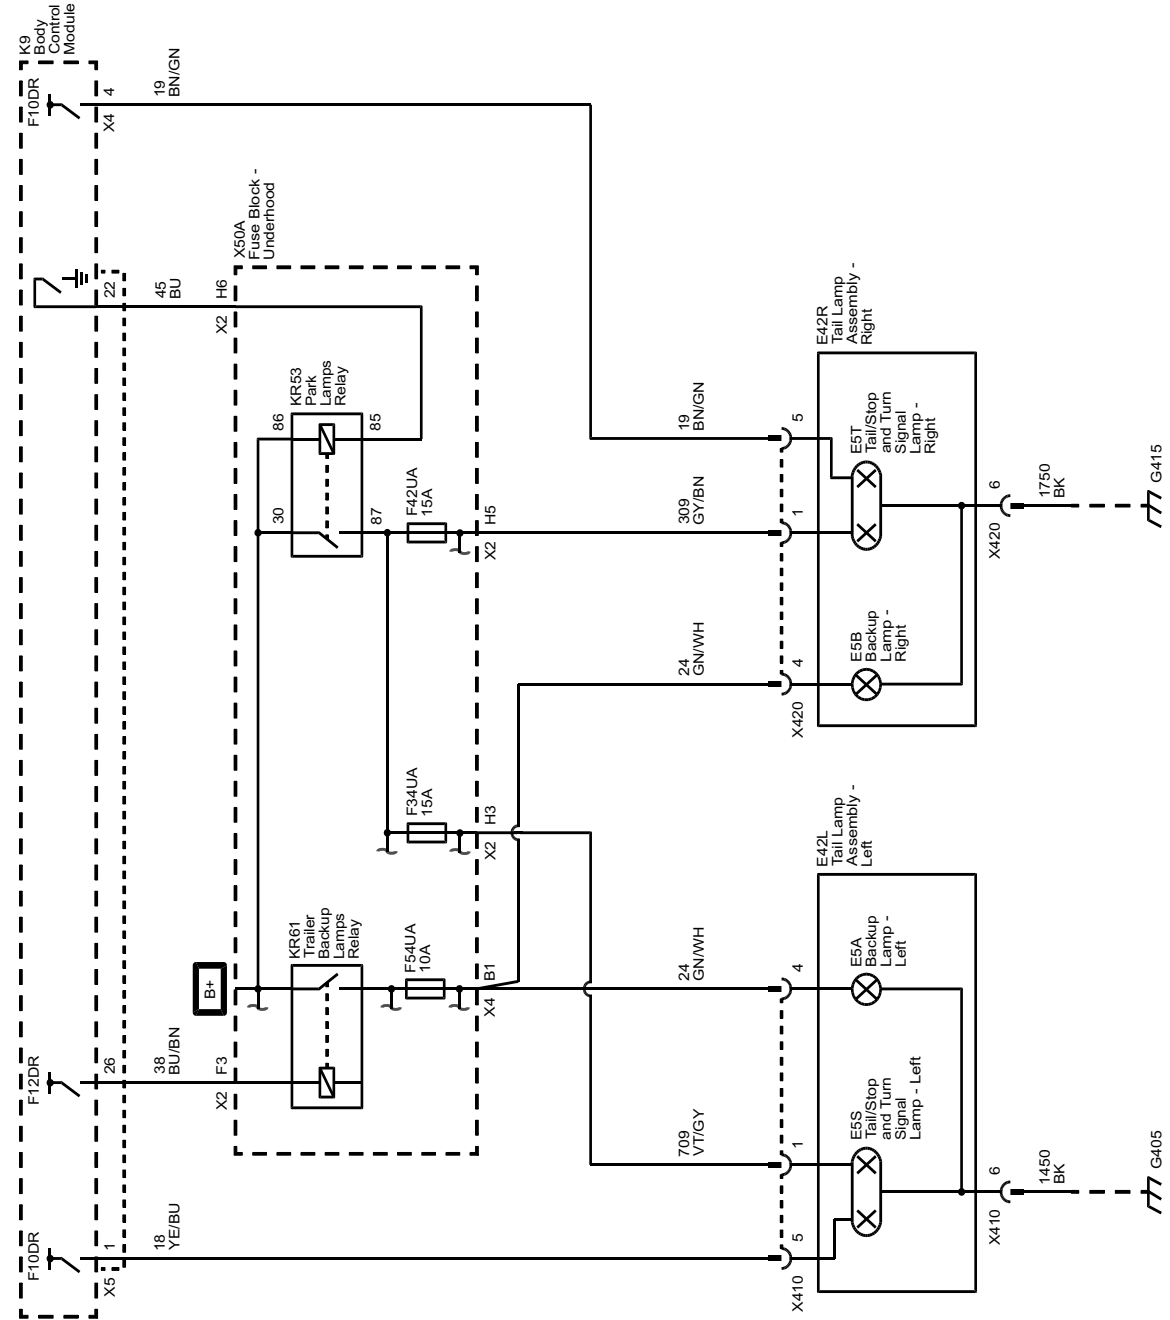 K9
Body
Control
Module
F10DR
4
X4
19
BN/GN
22
45
BU
H6
X2
X50A
Fuse Block -
Underhood
KR53
Park
Lamps
Relay
86
85
30
87
F42UA
15A
H5
X2
F34UA
15A
H3
X2
B+
KR61
Trailer
Backup
Lamps
Relay
F54UA
10A
B1
X4
F12DR
26
38
BU/BN
F3
X2
F10DR
1
X5
18
YE/BU
19
BN/GN
5
309
GY/BN
1
24
GN/WH
4
X420
E42R
Tail Lamp
Assembly -
Right
E5T
Tail/Stop
and Turn
Signal
Lamp -
Right
E5B
Backup
Lamp -
Right
6
X420
1750
BK
G415
24
GN/WH
4
709
VT/GY
1
5
X410
E42L
Tail Lamp
Assembly -
Left
E5A
Backup
Lamp -
Left
E5S
Tail/Stop
and Turn
Signal
Lamp - Left
6
X410
1450
BK
G405